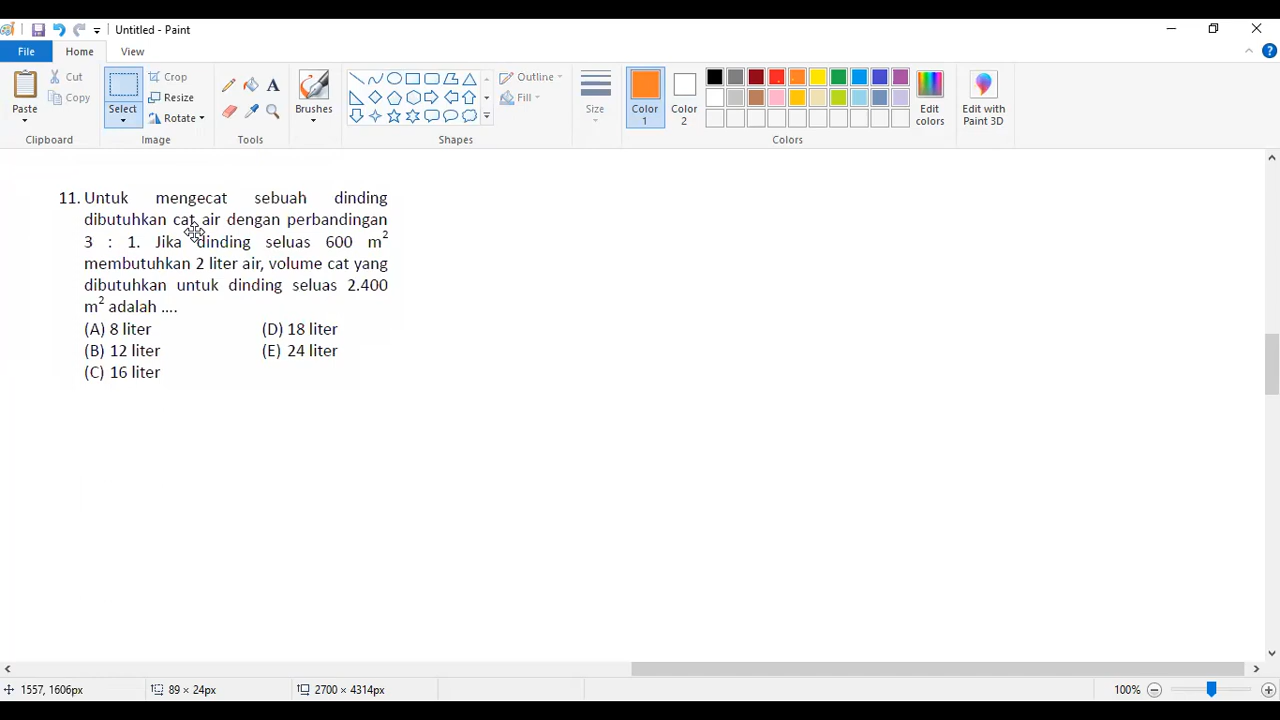 Untitled - Paint
File Home View
Paste
Cut
Copy
Clipboard
Select
Crop
Resize
Rotate
Image
A
Tools
Brushes
Outline
Fill
Shapes
Size
Color 1
Color 2
Edit colors
Edit with Paint 3D
Colors
11. Untuk mengecat sebuah dinding
dibutuhkan cat air dengan perbandingan
3 : 1. Jika dinding seluas 600 m²
membutuhkan 2 liter air, volume cat yang
dibutuhkan untuk dinding seluas 2.400
m² adalah ....
(A) 8 liter (D) 18 liter
(B) 12 liter (E) 24 liter
(C) 16 liter
1557, 1606px 89 × 24px 2700 × 4314px 100%